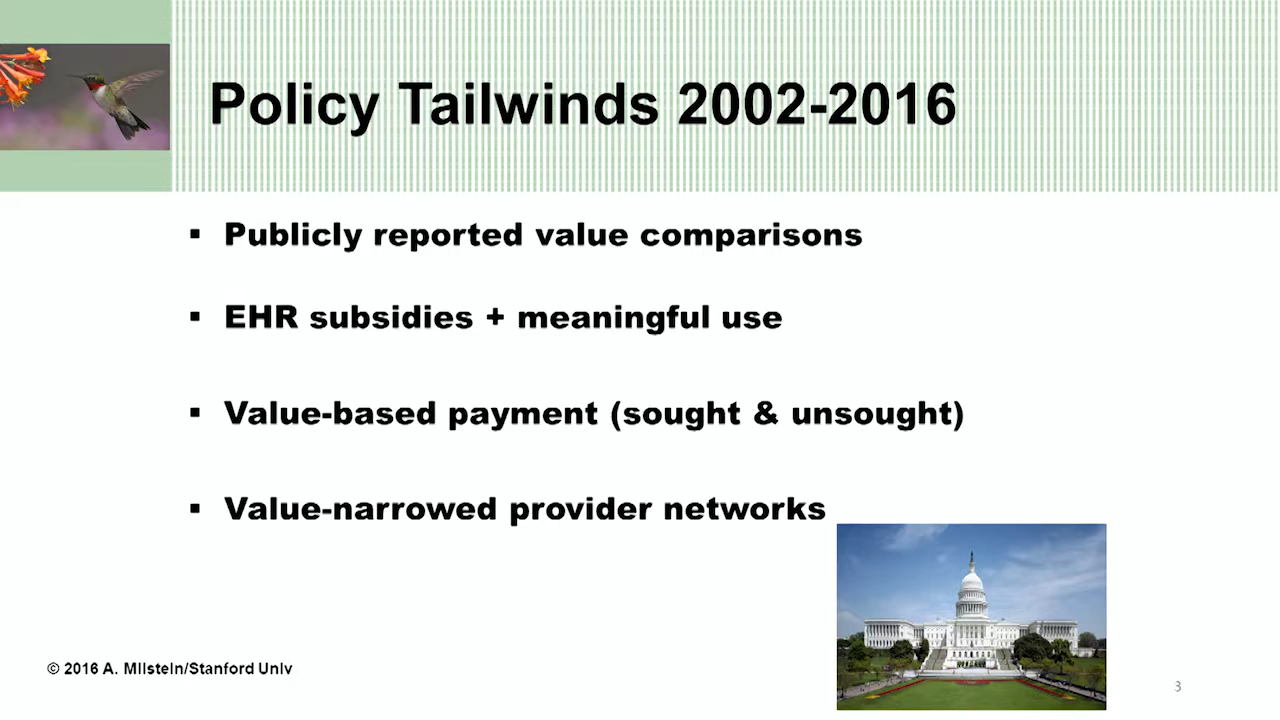 Policy Tailwinds 2002-2016
▪ Publicly reported value comparisons
▪ EHR subsidies + meaningful use
▪ Value-based payment (sought & unsought)
▪ Value-narrowed provider networks
© 2016 A. Milstein/Stanford Univ
3